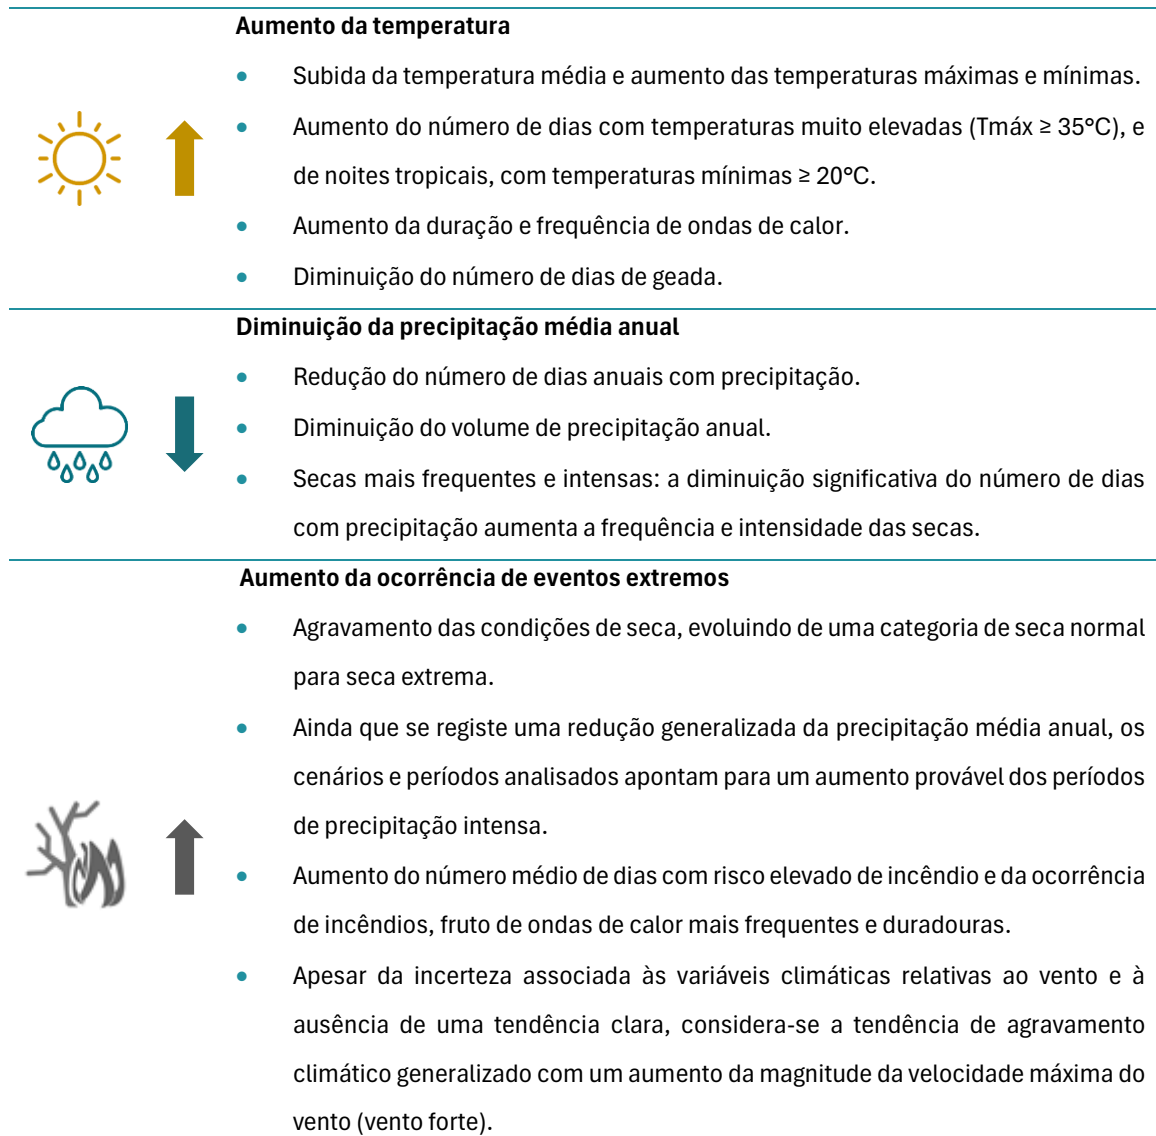 Aumento da temperatura
• Subida da temperatura média e aumento das temperaturas máximas e mínimas.
• Aumento do número de dias com temperaturas muito elevadas (Tmáx ≥ 35°C), e
de noites tropicais, com temperaturas mínimas ≥ 20°C.
• Aumento da duração e frequência de ondas de calor.
• Diminuição do número de dias de geada.
Diminuição da precipitação média anual
• Redução do número de dias anuais com precipitação.
• Diminuição do volume de precipitação anual.
• Secas mais frequentes e intensas: a diminuição significativa do número de dias
com precipitação aumenta a frequência e intensidade das secas.
Aumento da ocorrência de eventos extremos
• Agravamento das condições de seca, evoluindo de uma categoria de seca normal
para seca extrema.
• Ainda que se registe uma redução generalizada da precipitação média anual, os
cenários e períodos analisados apontam para um aumento provável dos períodos
de precipitação intensa.
• Aumento do número médio de dias com risco elevado de incêndio e da ocorrência
de incêndios, fruto de ondas de calor mais frequentes e duradouras.
• Apesar da incerteza associada às variáveis climáticas relativas ao vento e à
ausência de uma tendência clara, considera-se a tendência de agravamento
climático generalizado com um aumento da magnitude da velocidade máxima do
vento (vento forte).